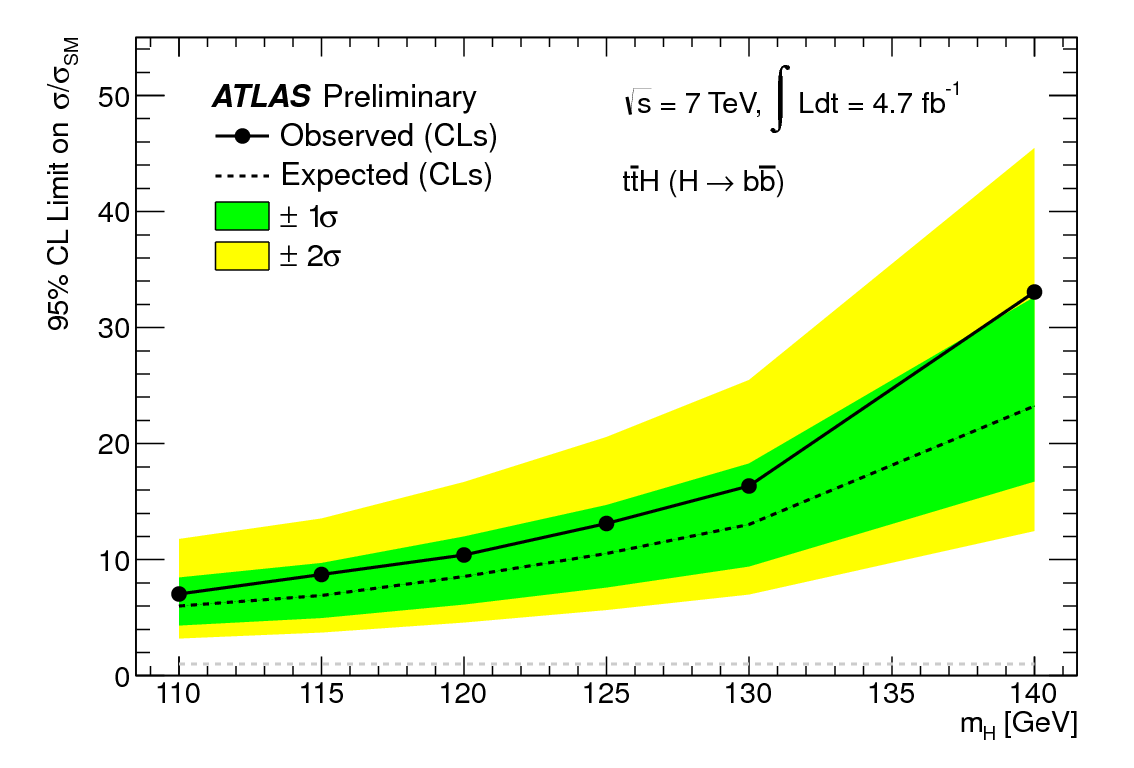 95% CL Limit on σ/σSM
ATLAS Preliminary
Observed (CLs)
Expected (CLs)
± 1σ
± 2σ
√s = 7 TeV, ∫ Ldt = 4.7 fb⁻¹
tt̄H (H → bb̄)
50
40
30
20
10
0
110 115 120 125 130 135 140
mH [GeV]